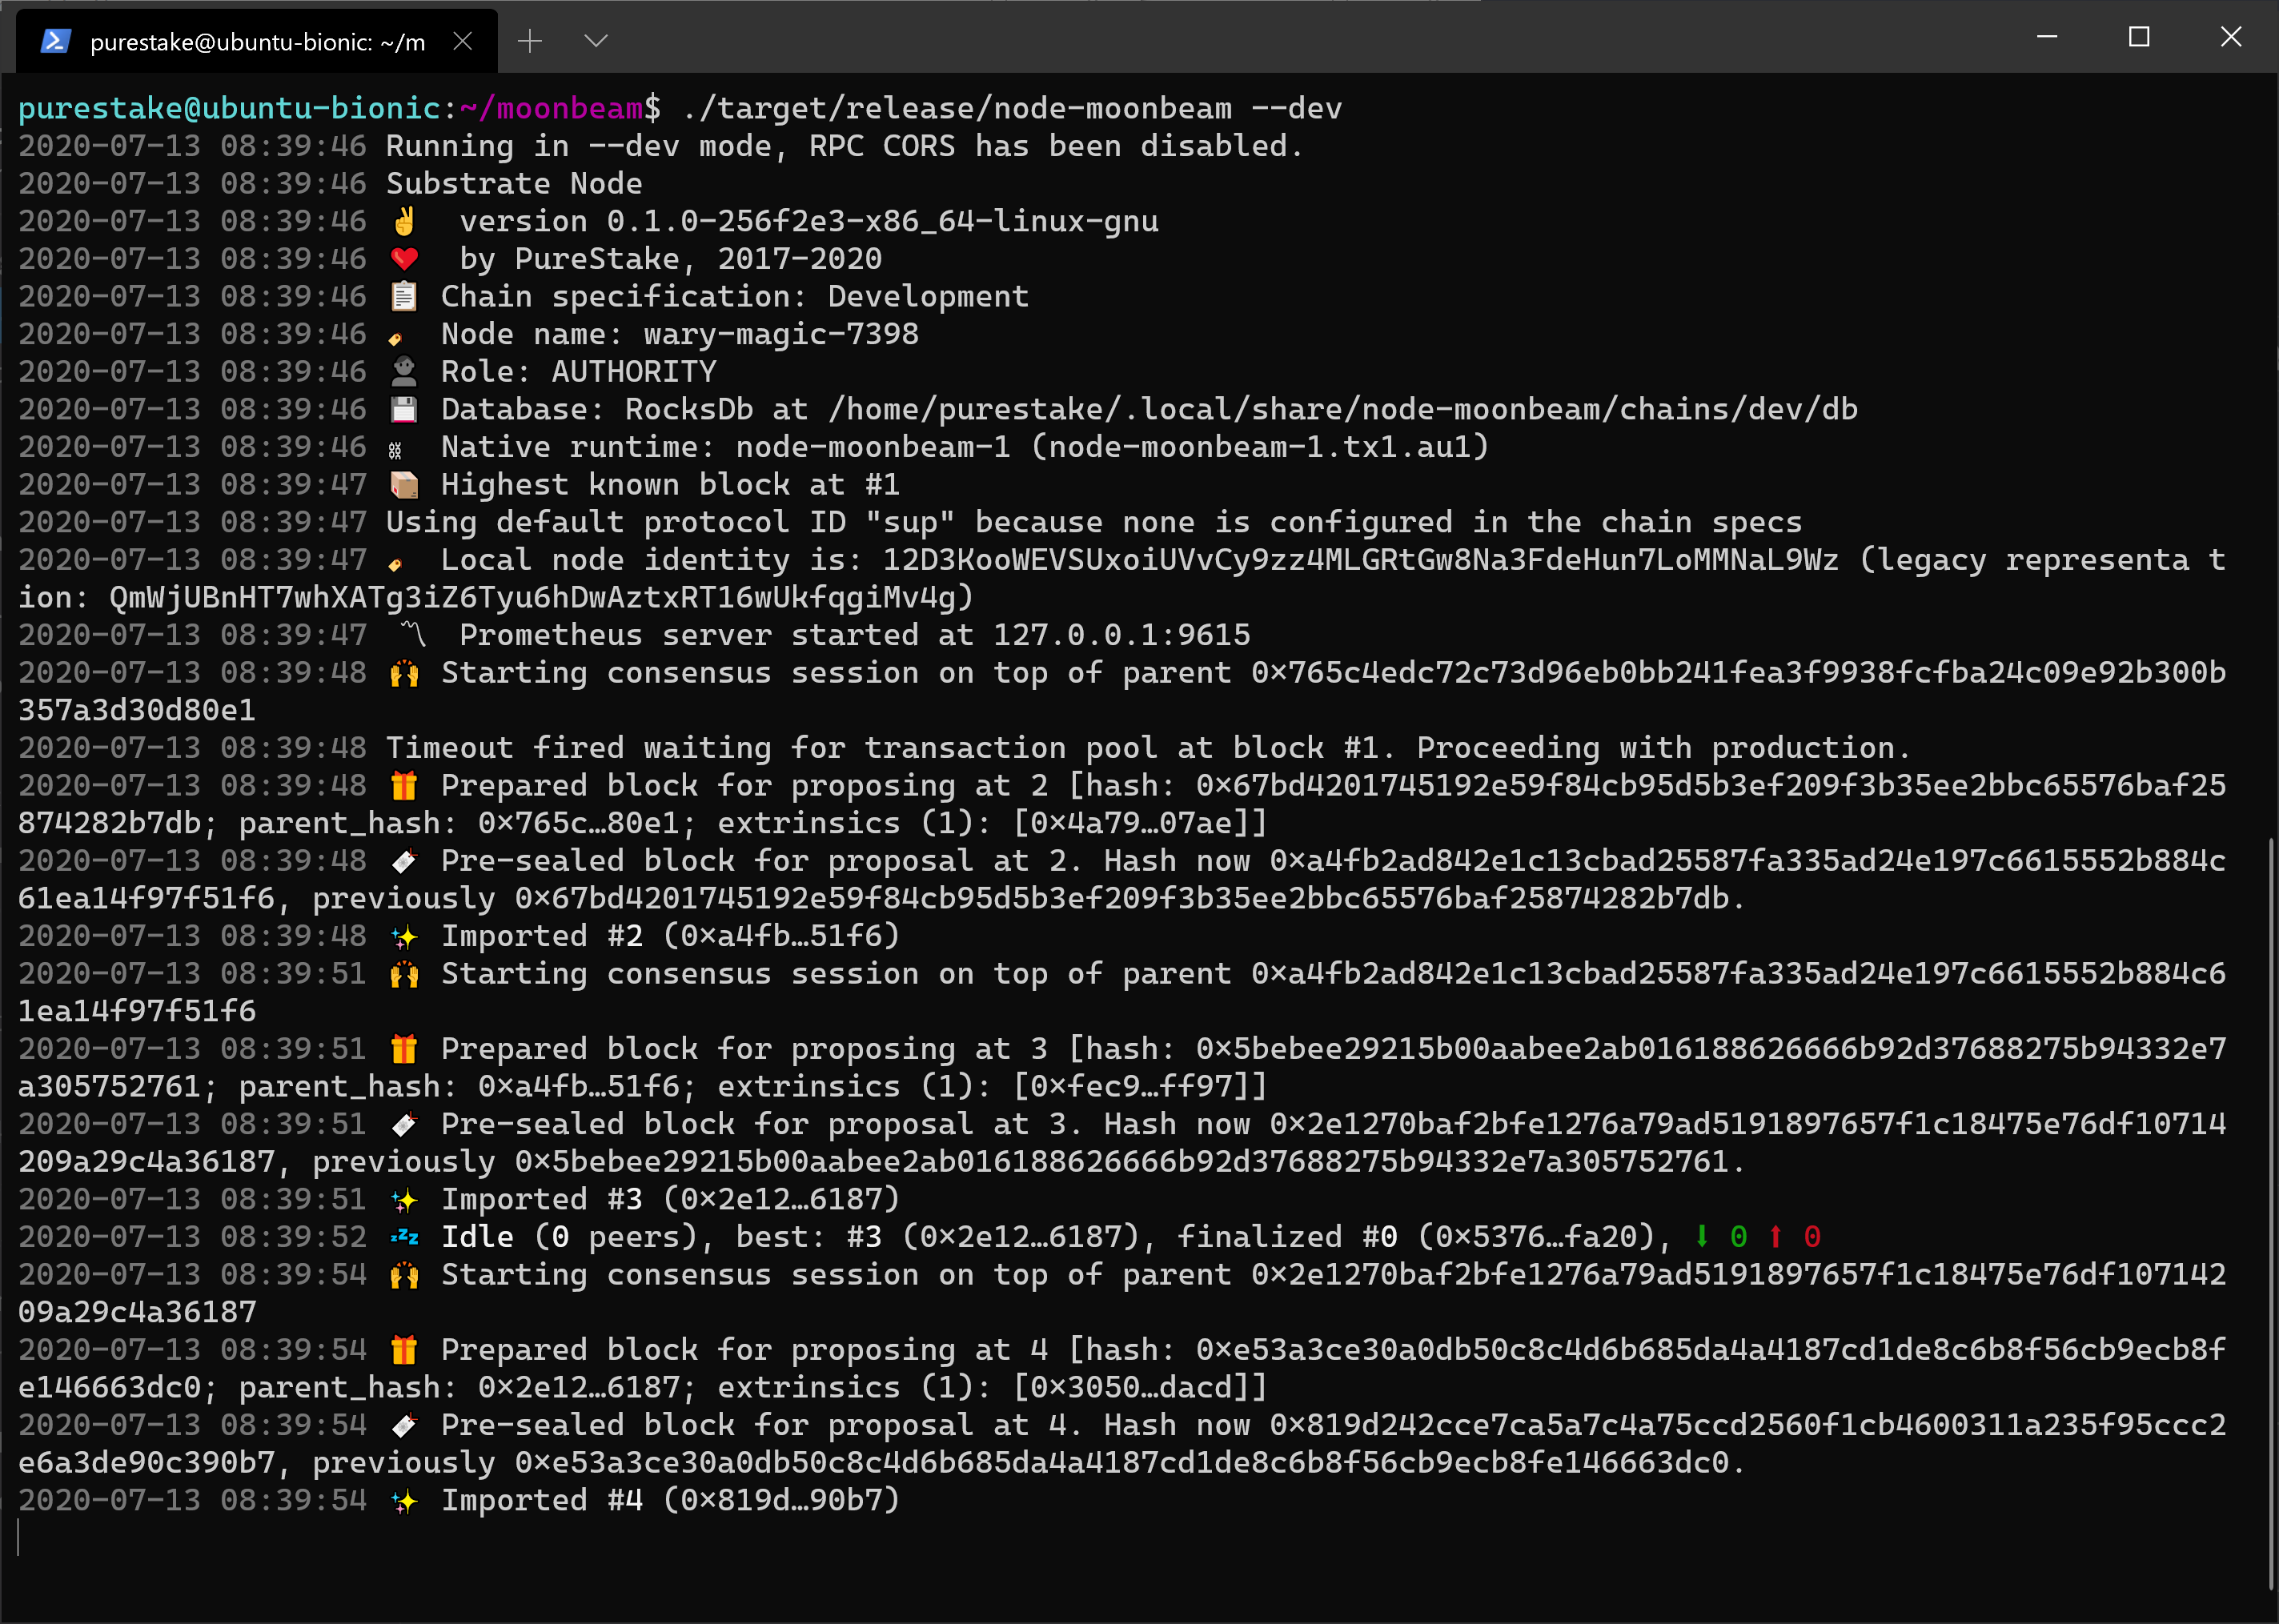 purestake@ubuntu-bionic: ~/m
purestake@ubuntu-bionic:~/moonbeam$ ./target/release/node-moonbeam --dev
2020-07-13 08:39:46 Running in --dev mode, RPC CORS has been disabled.
2020-07-13 08:39:46 Substrate Node
2020-07-13 08:39:46 ✌️  version 0.1.0-256f2e3-x86_64-linux-gnu
2020-07-13 08:39:46 ❤️  by PureStake, 2017-2020
2020-07-13 08:39:46 📋 Chain specification: Development
2020-07-13 08:39:46 🏷 Node name: wary-magic-7398
2020-07-13 08:39:46 👤 Role: AUTHORITY
2020-07-13 08:39:46 💾 Database: RocksDb at /home/purestake/.local/share/node-moonbeam/chains/dev/db
2020-07-13 08:39:46 ⛓ Native runtime: node-moonbeam-1 (node-moonbeam-1.tx1.au1)
2020-07-13 08:39:47 📦 Highest known block at #1
2020-07-13 08:39:47 Using default protocol ID "sup" because none is configured in the chain specs
2020-07-13 08:39:47 🏷 Local node identity is: 12D3KooWEVSUxoiUVvCy9zz4MLGRtGw8Na3FdeHun7LoMMNaL9Wz (legacy representa t
ion: QmWjUBnHT7whXATg3iZ6Tyu6hDwAztxRT16wUkfqgiMv4g)
2020-07-13 08:39:47 〽️ Prometheus server started at 127.0.0.1:9615
2020-07-13 08:39:48 🙌 Starting consensus session on top of parent 0x765c4edc72c73d96eb0bb241fea3f9938fcfba24c09e92b300b
357a3d30d80e1
2020-07-13 08:39:48 Timeout fired waiting for transaction pool at block #1. Proceeding with production.
2020-07-13 08:39:48 🎁 Prepared block for proposing at 2 [hash: 0x67bd4201745192e59f84cb95d5b3ef209f3b35ee2bbc65576baf25
874282b7db; parent_hash: 0x765c…80e1; extrinsics (1): [0x4a79…07ae]]
2020-07-13 08:39:48 🔖 Pre-sealed block for proposal at 2. Hash now 0xa4fb2ad842e1c13cbad25587fa335ad24e197c6615552b884c
61ea14f97f51f6, previously 0x67bd4201745192e59f84cb95d5b3ef209f3b35ee2bbc65576baf25874282b7db.
2020-07-13 08:39:48 ✨ Imported #2 (0xa4fb…51f6)
2020-07-13 08:39:51 🙌 Starting consensus session on top of parent 0xa4fb2ad842e1c13cbad25587fa335ad24e197c6615552b884c6
1ea14f97f51f6
2020-07-13 08:39:51 🎁 Prepared block for proposing at 3 [hash: 0x5bebee29215b00aabee2ab016188626666b92d37688275b94332e7
a305752761; parent_hash: 0xa4fb…51f6; extrinsics (1): [0xfec9…ff97]]
2020-07-13 08:39:51 🔖 Pre-sealed block for proposal at 3. Hash now 0x2e1270baf2bfe1276a79ad5191897657f1c18475e76df10714
209a29c4a36187, previously 0x5bebee29215b00aabee2ab016188626666b92d37688275b94332e7a305752761.
2020-07-13 08:39:51 ✨ Imported #3 (0x2e12…6187)
2020-07-13 08:39:52 💤 Idle (0 peers), best: #3 (0x2e12…6187), finalized #0 (0x5376…fa20), ⬇ 0 ⬆ 0
2020-07-13 08:39:54 🙌 Starting consensus session on top of parent 0x2e1270baf2bfe1276a79ad5191897657f1c18475e76df107142
09a29c4a36187
2020-07-13 08:39:54 🎁 Prepared block for proposing at 4 [hash: 0xe53a3ce30a0db50c8c4d6b685da4a4187cd1de8c6b8f56cb9ecb8f
e146663dc0; parent_hash: 0x2e12…6187; extrinsics (1): [0x3050…dacd]]
2020-07-13 08:39:54 🔖 Pre-sealed block for proposal at 4. Hash now 0x819d242cce7ca5a7c4a75ccd2560f1cb4600311a235f95ccc2
e6a3de90c390b7, previously 0xe53a3ce30a0db50c8c4d6b685da4a4187cd1de8c6b8f56cb9ecb8fe146663dc0.
2020-07-13 08:39:54 ✨ Imported #4 (0x819d…90b7)